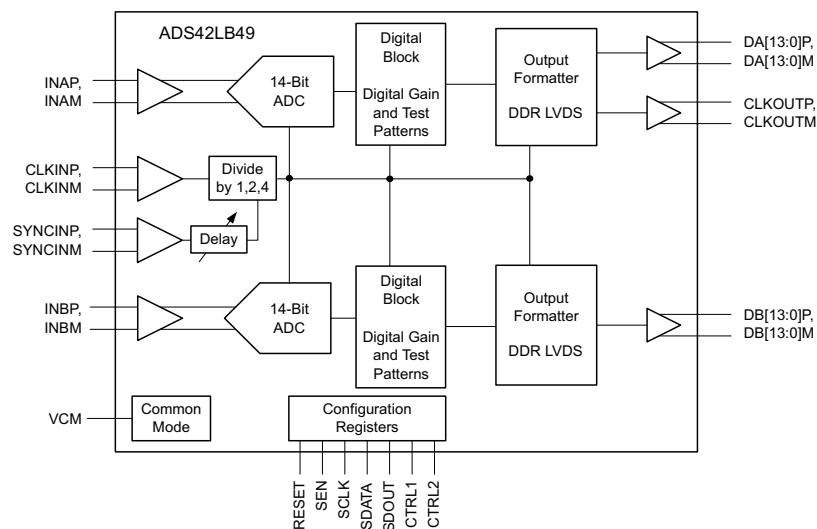 ADS42LB49
INAP,
INAM
14-Bit
ADC
Digital
Block
Digital Gain
and Test
Patterns
Output
Formatter
DDR LVDS
DA[13:0]P,
DA[13:0]M
CLKOUTP,
CLKOUTM
CLKINP,
CLKINM
Divide
by 1,2,4
SYNCINP,
SYNCINM
Delay
INBP,
INBM
14-Bit
ADC
Digital
Block
Digital Gain
and Test
Patterns
Output
Formatter
DDR LVDS
DB[13:0]P,
DB[13:0]M
VCM
Common
Mode
Configuration
Registers
RESET
SEN
SCLK
SDATA
SDOUT
CTRL1
CTRL2